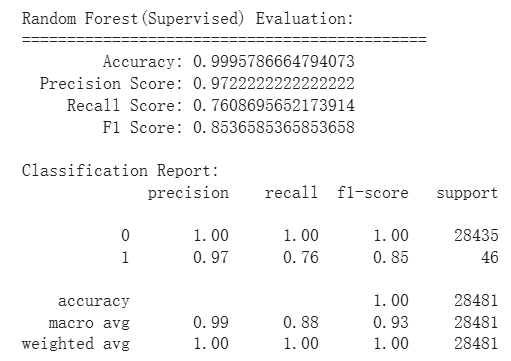 Random Forest(Supervised) Evaluation:
=============================================
Accuracy: 0.9995786664794073
Precision Score: 0.9722222222222222
Recall Score: 0.7608695652173914
F1 Score: 0.8536585365853658
Classification Report:
precision recall f1-score support
0 1.00 1.00 1.00 28435
1 0.97 0.76 0.85 46
accuracy 1.00 28481
macro avg 0.99 0.88 0.93 28481
weighted avg 1.00 1.00 1.00 28481